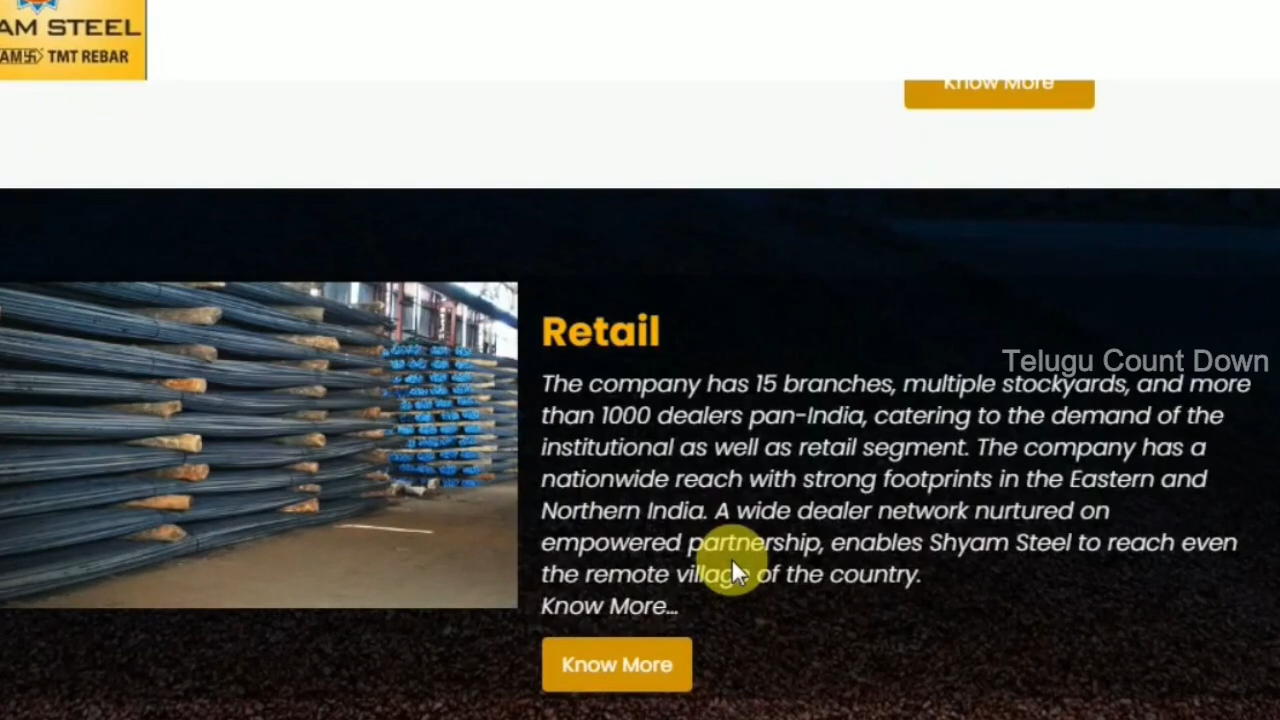 AM STEEL
TMT REBAR
Know More
Retail
Telugu Count Down
The company has 15 branches, multiple stockyards, and more
than 1000 dealers pan-India, catering to the demand of the
institutional as well as retail segment. The company has a
nationwide reach with strong footprints in the Eastern and
Northern India. A wide dealer network nurtured on
empowered partnership, enables Shyam Steel to reach even
the remote village of the country.
Know More...
Know More